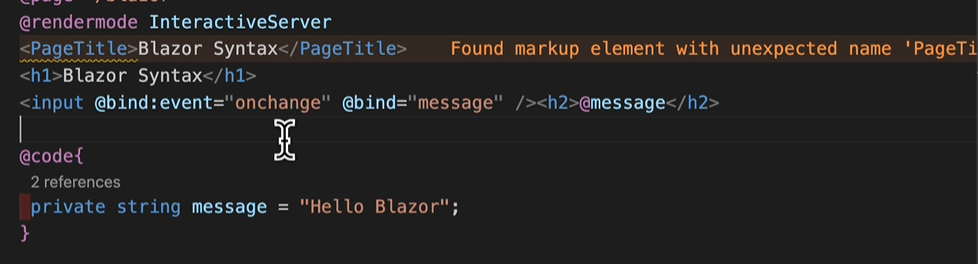 @rendermode InteractiveServer
<PageTitle>Blazor Syntax</PageTitle> Found markup element with unexpected name 'PageTi
<h1>Blazor Syntax</h1>
<input @bind:event="onchange" @bind="message" /><h2>@message</h2>
@code{
2 references
private string message = "Hello Blazor";
}